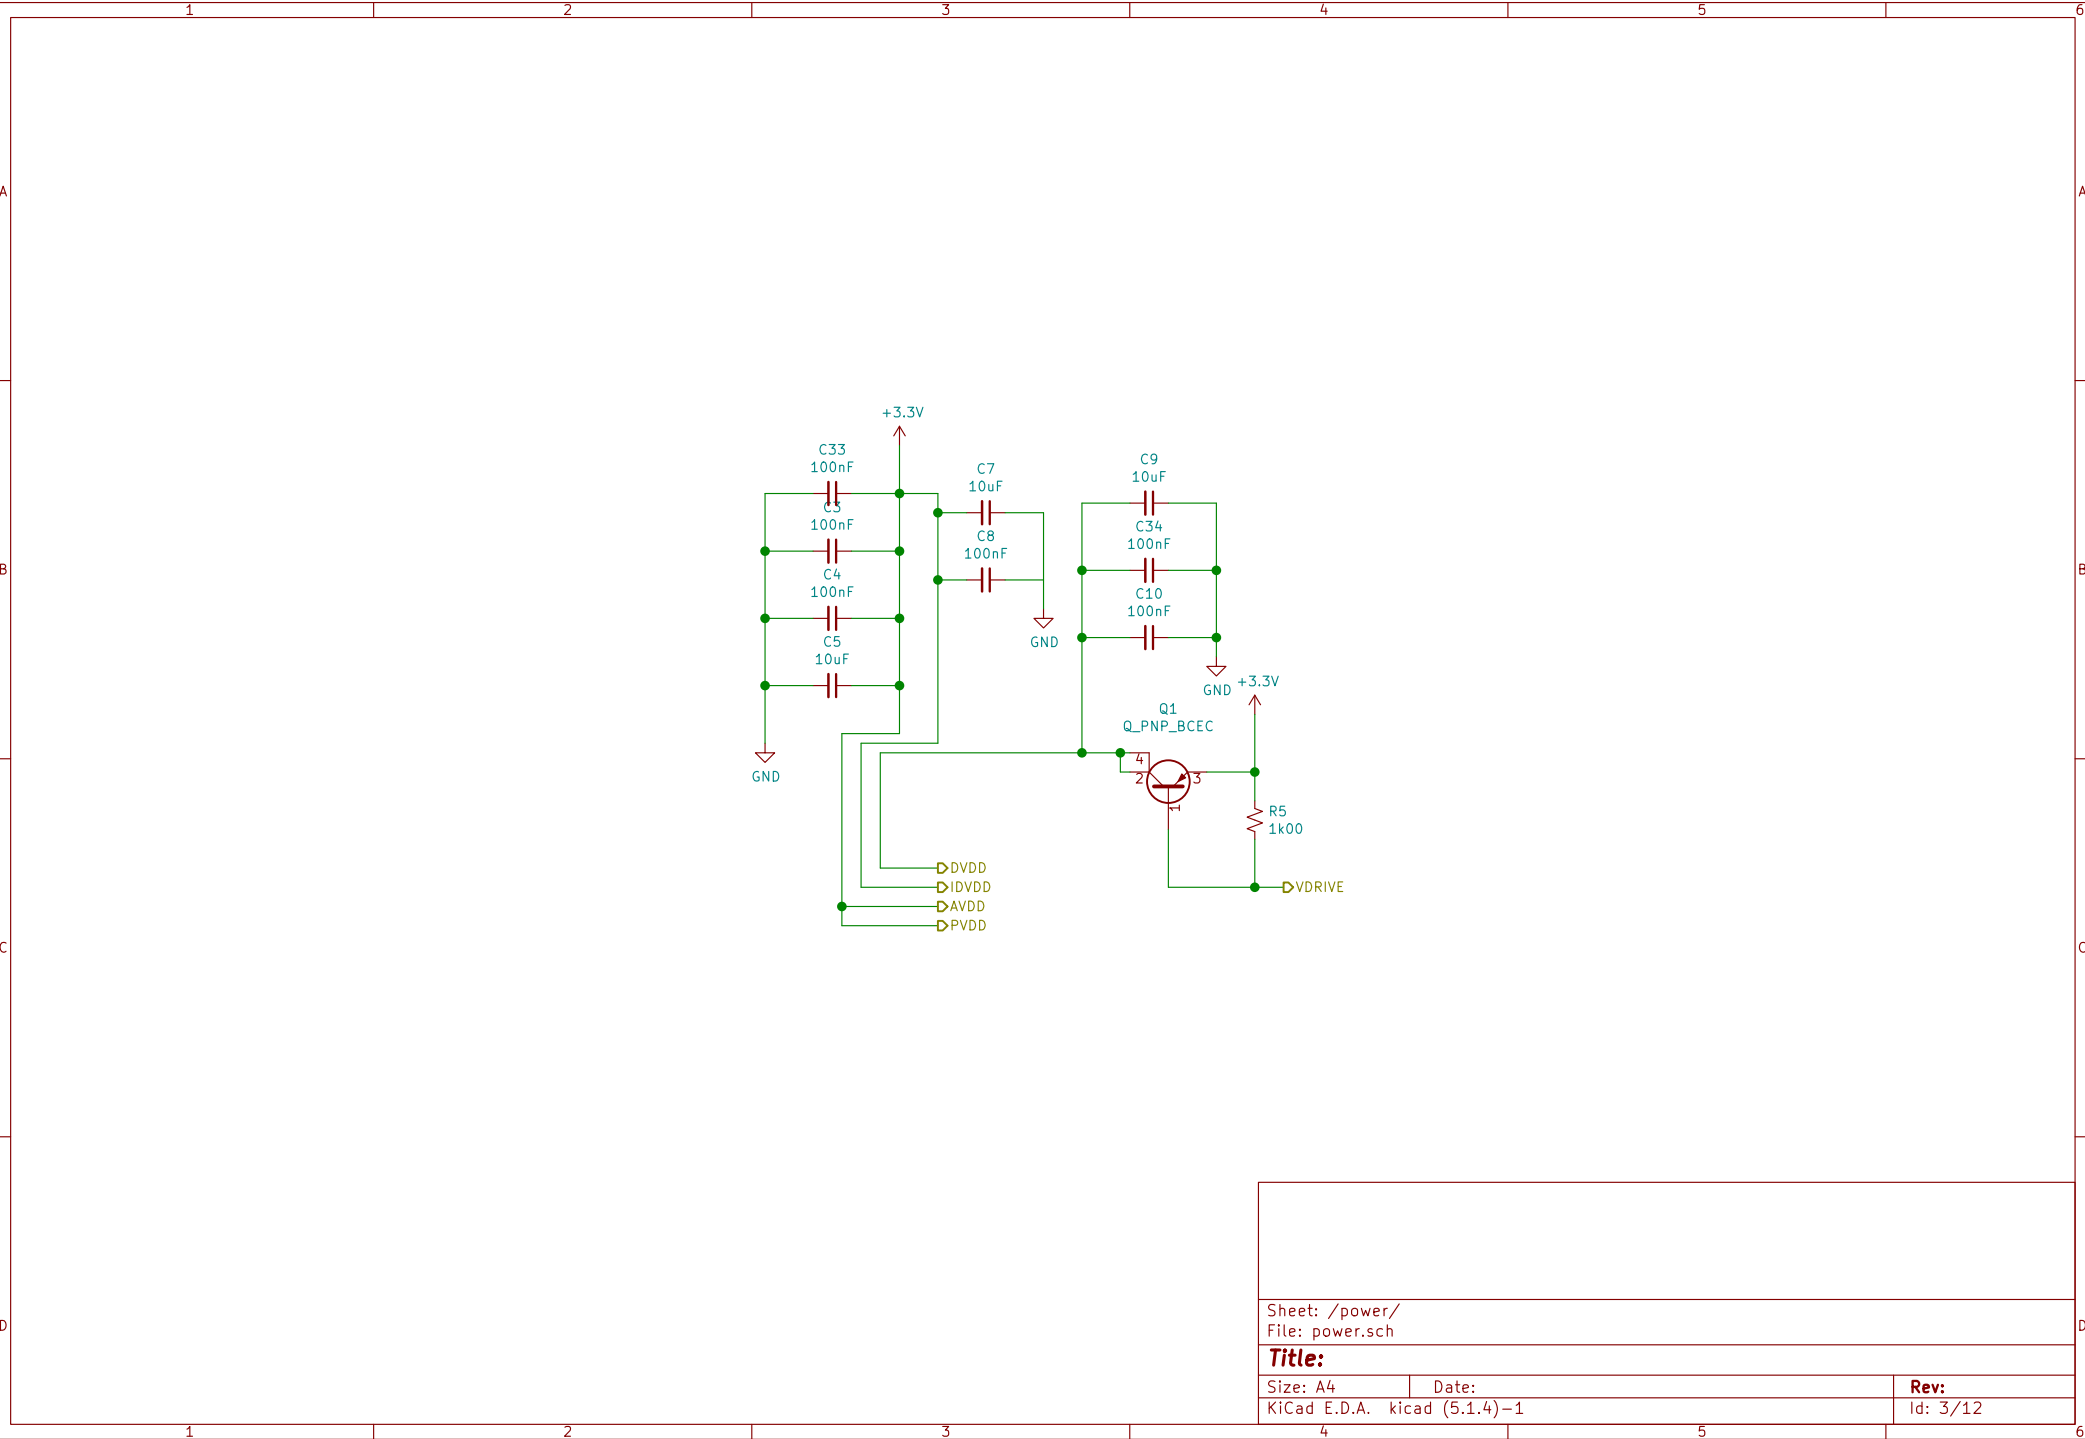 1 2 3 4 5 6
A A
+3.3V
C33
100nF
C3
100nF
C4
100nF
C5
10uF
GND
C7
10uF
C8
100nF
GND
C9
10uF
C34
100nF
C10
100nF
GND
+3.3V
B B
Q1
Q_PNP_BCEC
4
2
3
1
R5
1k00
DVDD
IDVDD
AVDD
PVDD
VDRIVE
C C
D D
Sheet: /power/
File: power.sch
Title:
Size: A4 Date: Rev:
KiCad E.D.A. kicad (5.1.4)-1 Id: 3/12
1 2 3 4 5 6